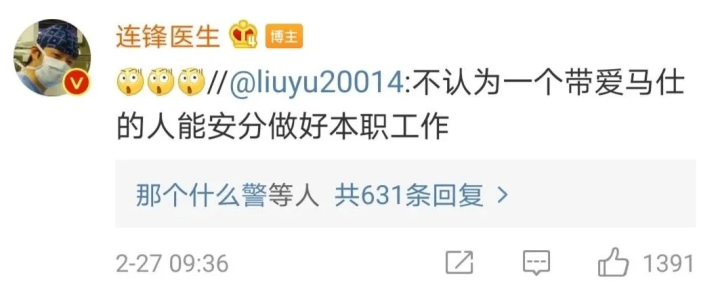 连锋医生 博主
//@liuyu20014:不认为一个带爱马仕
的人能安分做好本职工作
那个什么警等人 共631条回复 >
2-27 09:36 1391